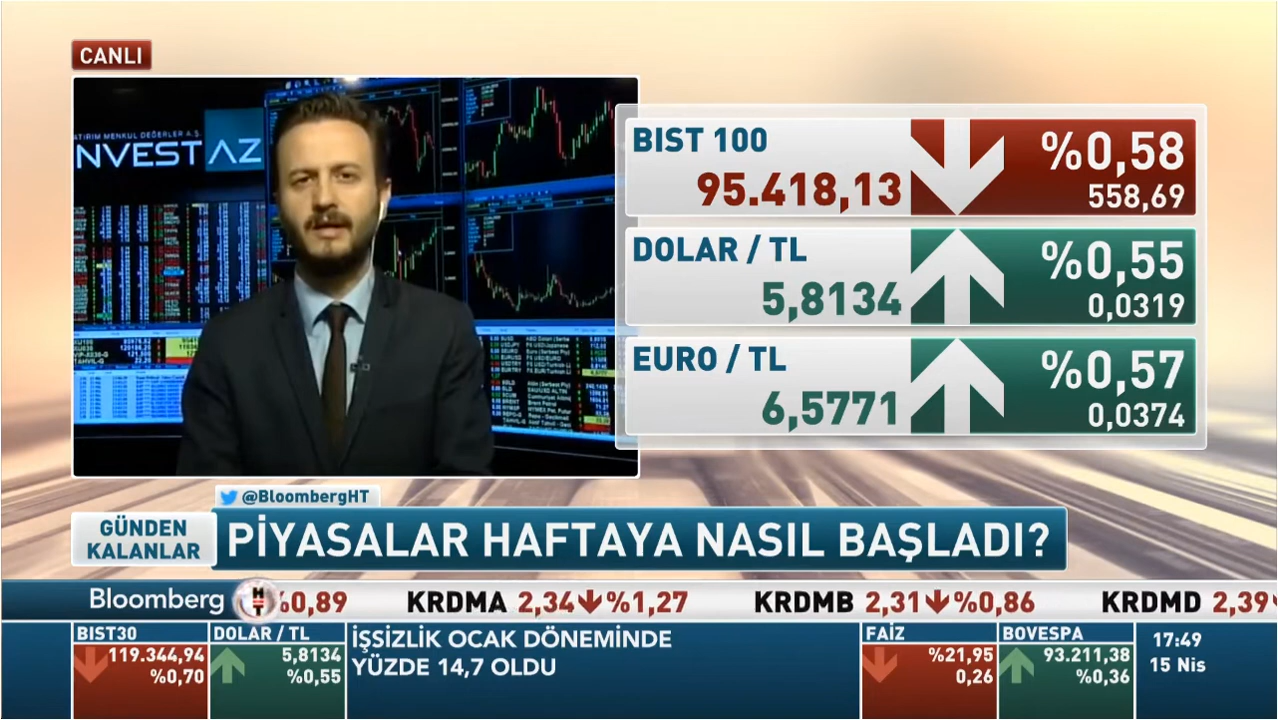 CANLI
ATIRIM MENKUL DEĞERLER A.Ş.
NVEST AZ
BIST 100
95.418,13
%0,58
558,69
DOLAR / TL
5,8134
%0,55
0,0319
EURO / TL
6,5771
%0,57
0,0374
@BloombergHT
GÜNDEN
KALANLAR
PİYASALAR HAFTAYA NASIL BAŞLADI?
Bloomberg HT %0,89 KRDMA 2,34 %1,27 KRDMB 2,31 %0,86 KRDMD 2,39
BIST30
119.344,94
%0,70
DOLAR / TL
5,8134
%0,55
İŞSİZLİK OCAK DÖNEMİNDE
YÜZDE 14,7 OLDU
FAİZ
%21,95
0,26
BOVESPA
93.211,38
%0,36
17:49
15 Nis